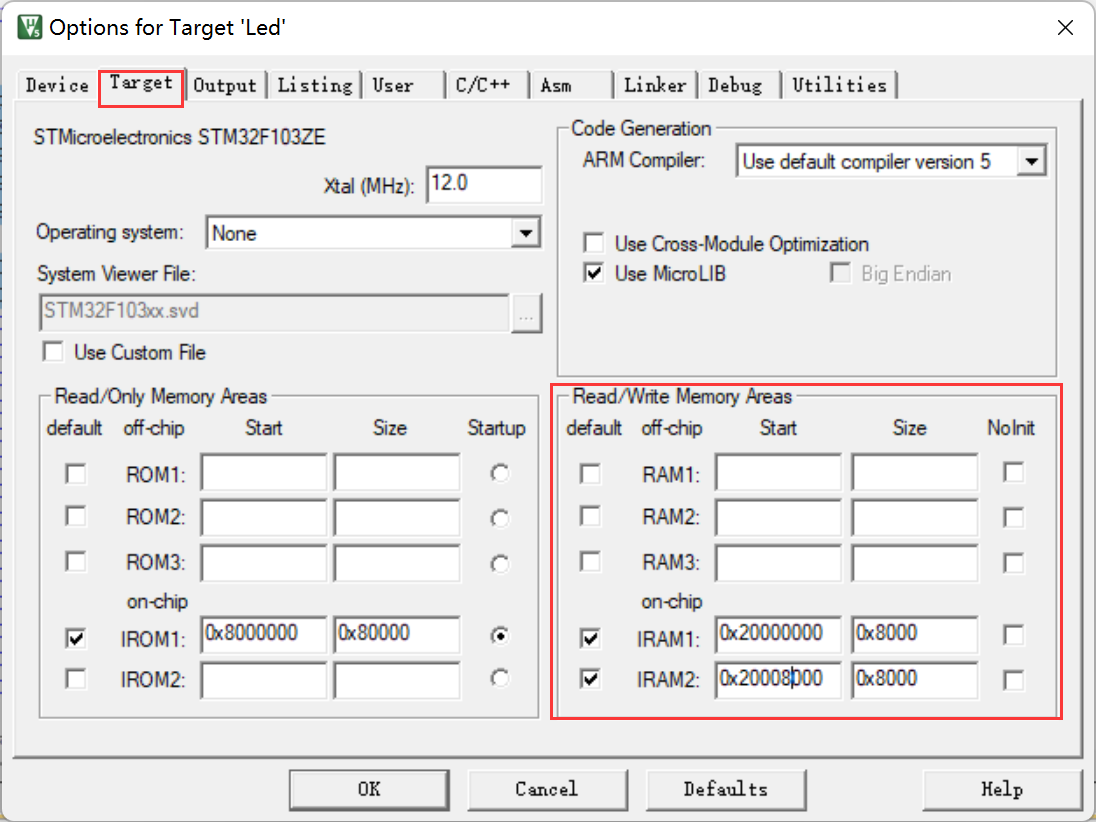 Options for Target 'Led'
Device Target Output Listing User C/C++ Asm Linker Debug Utilities
STMicroelectronics STM32F103ZE
Xtal (MHz): 12.0
Operating system: None
System Viewer File:
STM32F103xx.svd ...
Use Custom File
Code Generation
ARM Compiler: Use default compiler version 5
Use Cross-Module Optimization
Use MicroLIB Big Endian
Read/Only Memory Areas
default off-chip Start Size Startup
ROM1:
ROM2:
ROM3:
on-chip
IROM1: 0x8000000 0x80000
IROM2:
Read/Write Memory Areas
default off-chip Start Size NoInit
RAM1:
RAM2:
RAM3:
on-chip
IRAM1: 0x20000000 0x8000
IRAM2: 0x20008000 0x8000
OK Cancel Defaults Help